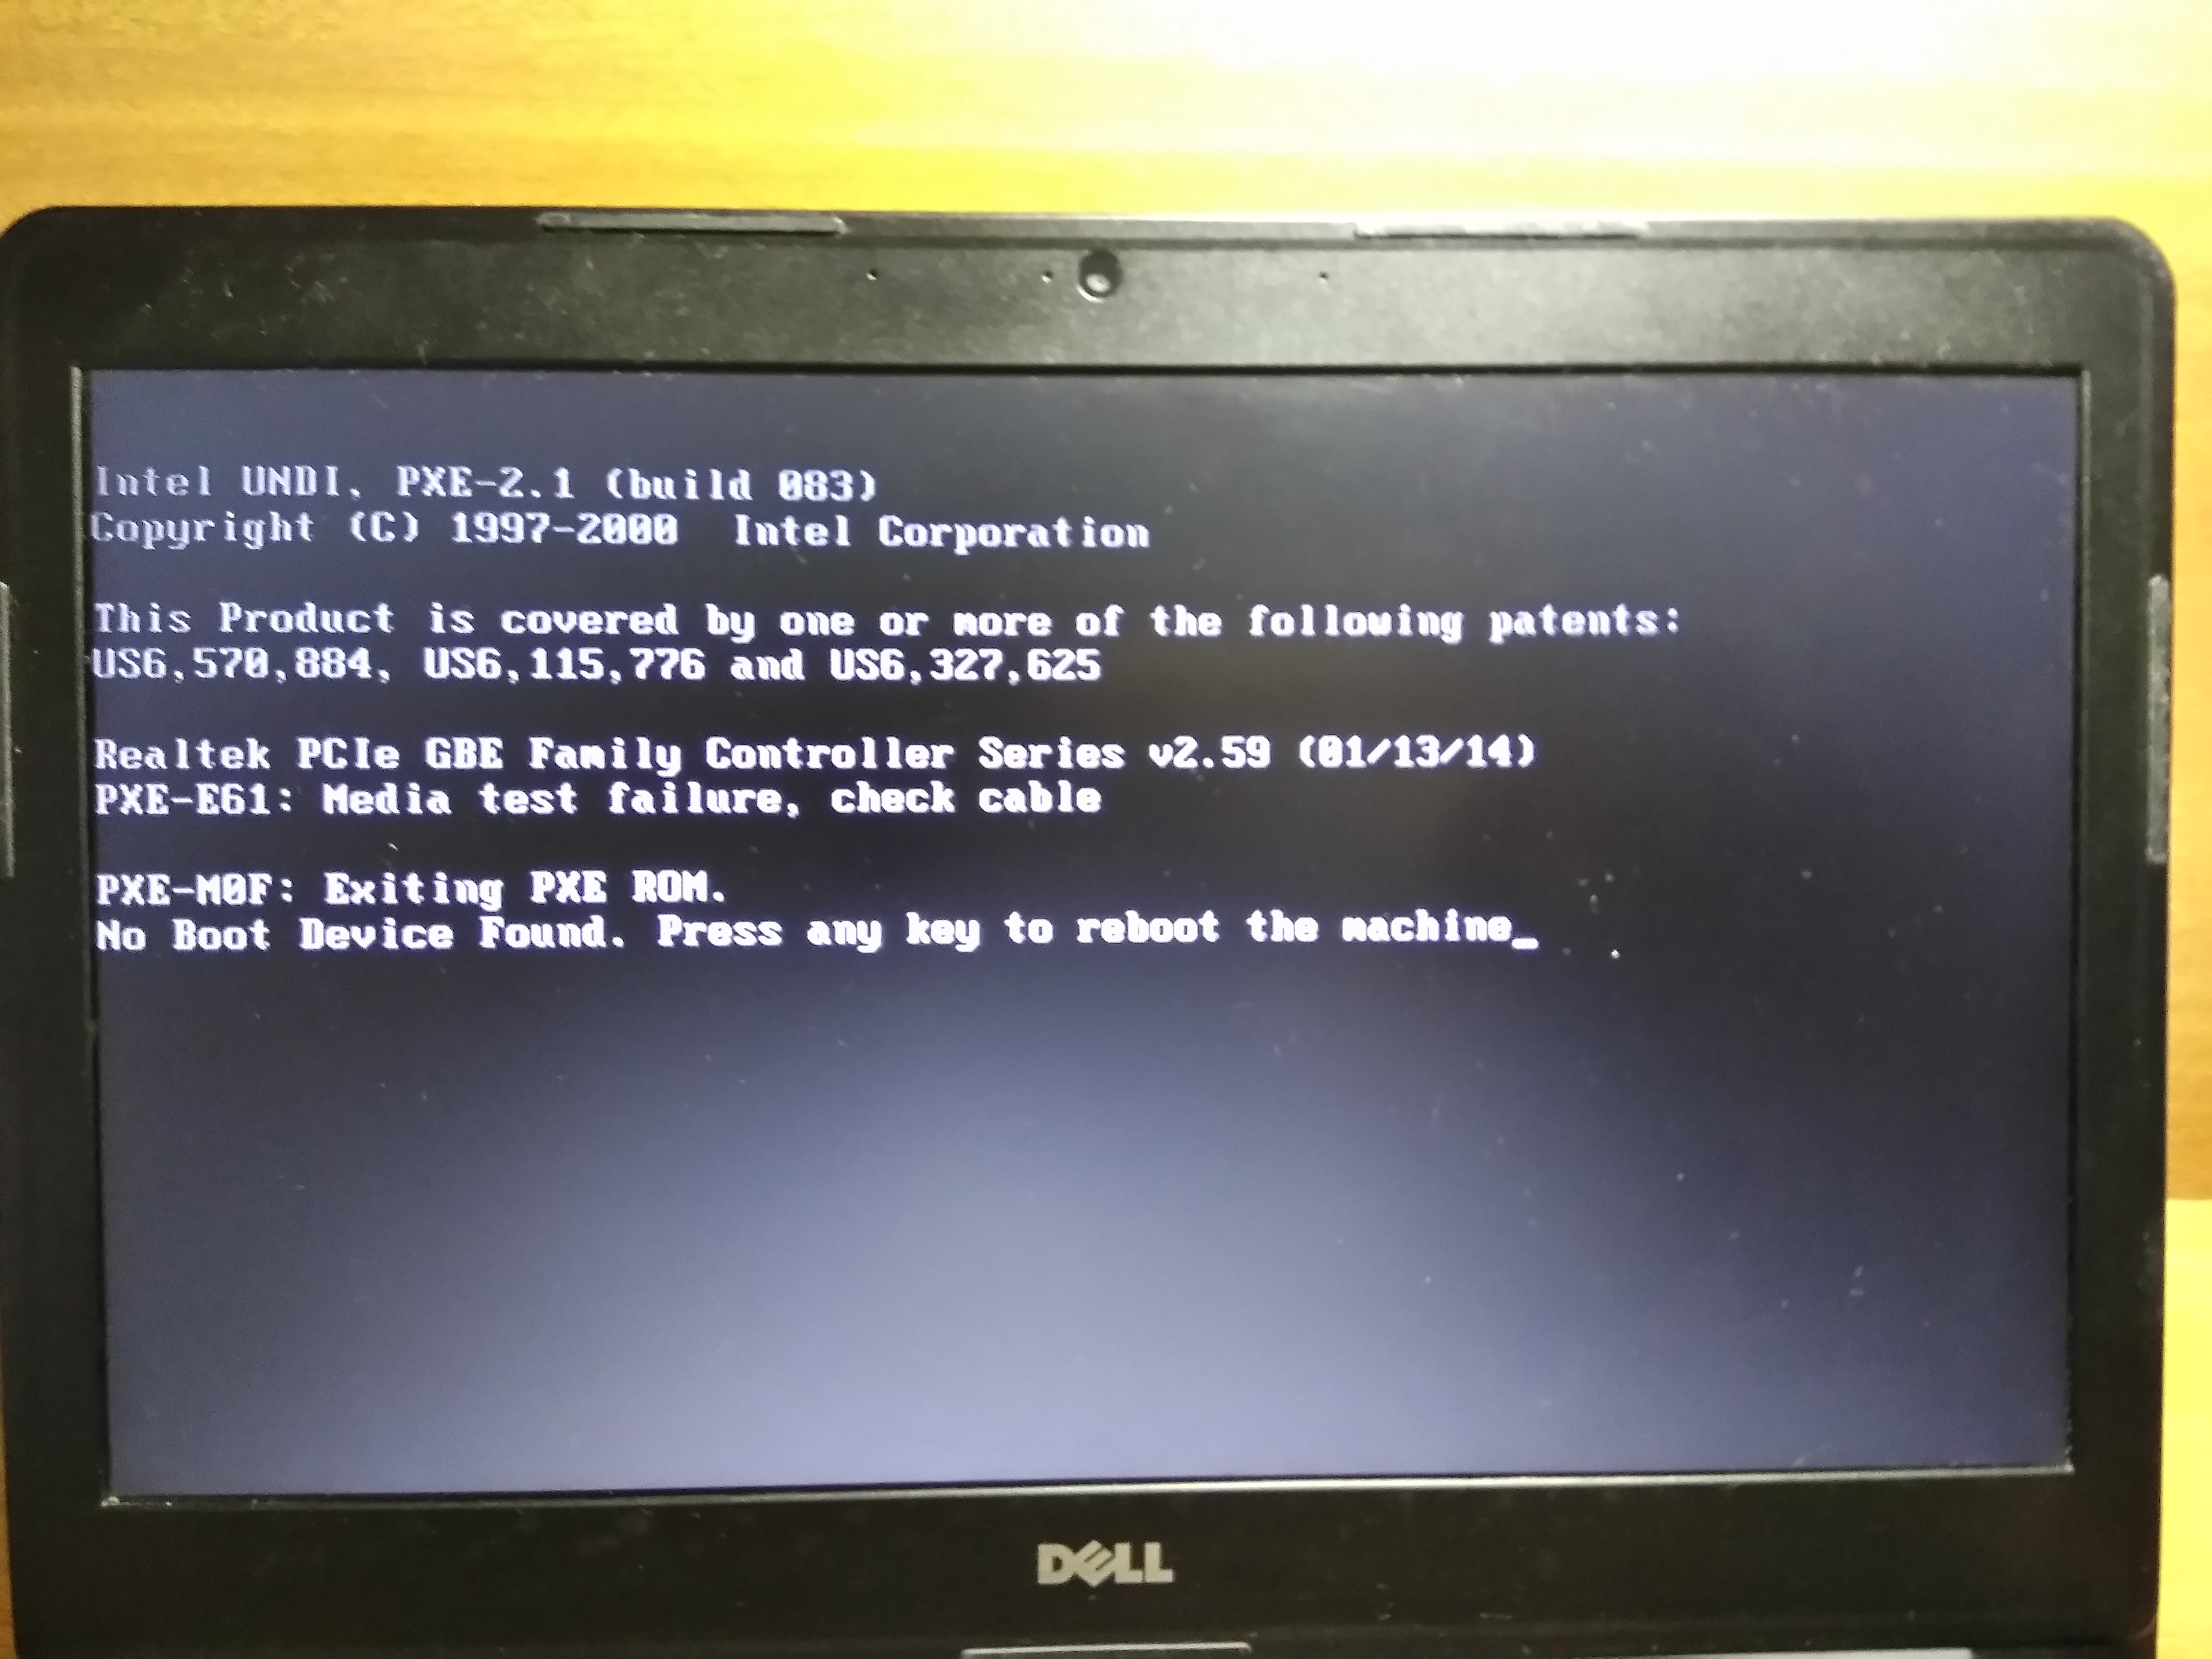 Intel UNDI, PXE-2.1 (build 083)
Copyright (C) 1997-2000  Intel Corporation
This Product is covered by one or more of the following patents:
US6,570,884, US6,115,776 and US6,327,625
Realtek PCIe GBE Family Controller Series v2.59 (01/13/14)
PXE-E61: Media test failure, check cable
PXE-M0F: Exiting PXE ROM.
No Boot Device Found. Press any key to reboot the machine_
DELL